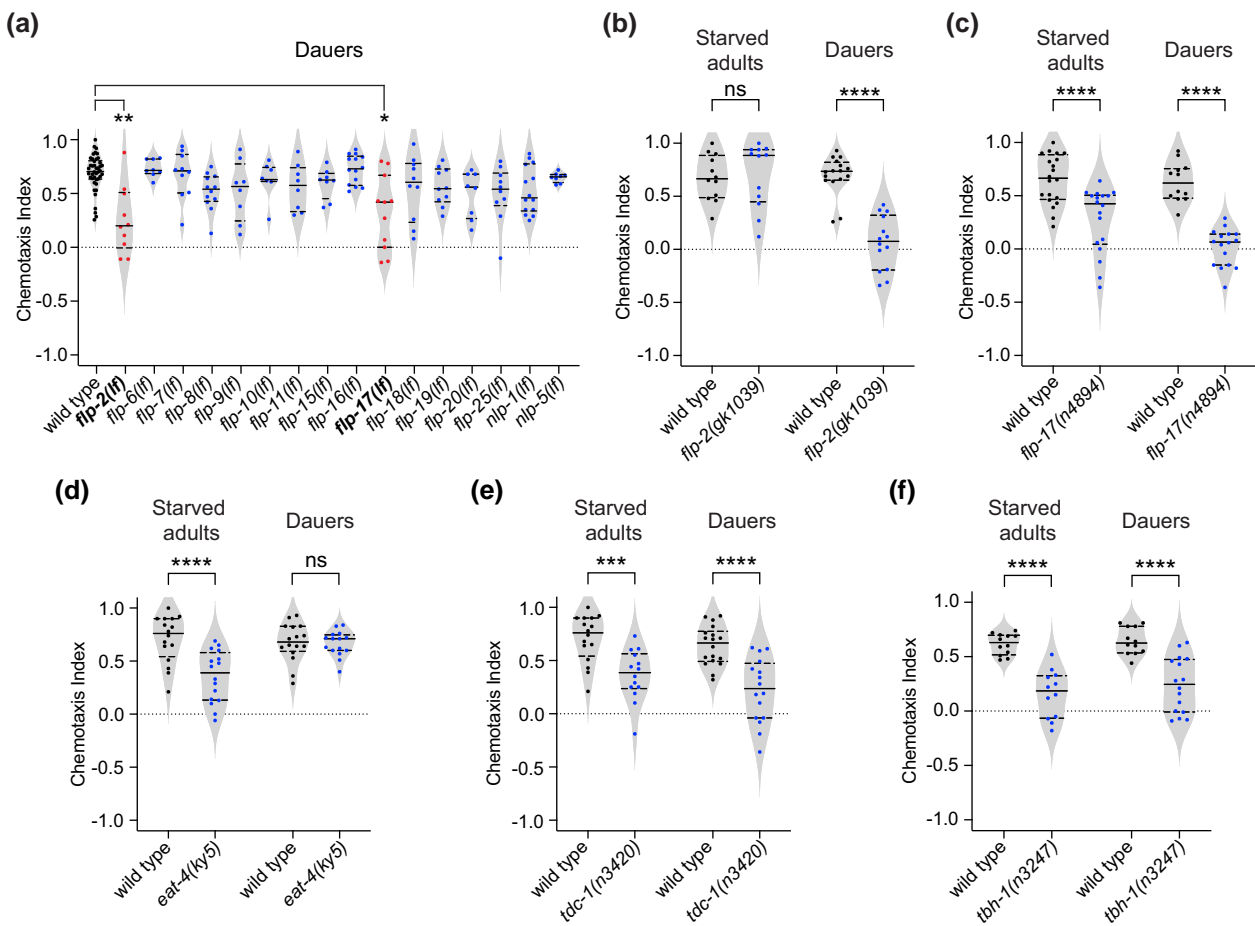 (a)
Dauers
**
*
Chemotaxis Index
1.0
0.5
0.0
0.5
-1.0
wild type
flp-2(lf)
flp-6(lf)
flp-7(lf)
flp-8(lf)
flp-9(lf)
flp-10(lf)
flp-11(lf)
flp-15(lf)
flp-16(lf)
flp-17(lf)
flp-18(lf)
flp-19(lf)
flp-20(lf)
flp-25(lf)
nlp-1(lf)
nlp-5(lf)
(b)
Starved
adults
Dauers
ns
****
Chemotaxis Index
1.0
0.5
0.0
0.5
-1.0
wild type
flp-2(gk1039)
wild type
flp-2(gk1039)
(c)
Starved
adults
Dauers
****
****
Chemotaxis Index
1.0
0.5
0.0
0.5
-1.0
wild type
flp-17(n4894)
wild type
flp-17(n4894)
(d)
Starved
adults
Dauers
****
ns
Chemotaxis Index
1.0
0.5
0.0
-0.5
-1.0
wild type
eat-4(ky5)
wild type
eat-4(ky5)
(e)
Starved
adults
Dauers
***
****
Chemotaxis Index
1.0
0.5
0.0
-0.5
-1.0
wild type
tdc-1(n3420)
wild type
tdc-1(n3420)
(f)
Starved
adults
Dauers
****
****
Chemotaxis Index
1.0
0.5
0.0
-0.5
-1.0
wild type
tbh-1(n3247)
wild type
tbh-1(n3247)